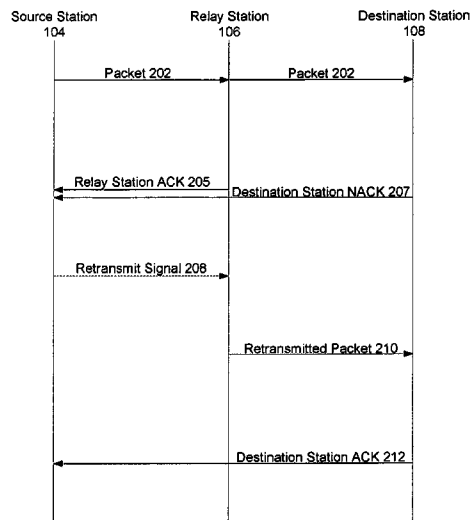 Source Station
104
Relay Station
106
Destination Station
108
Packet 202
Packet 202
Relay Station ACK 205
Destination Station NACK 207
Retransmit Signal 208
Retransmitted Packet 210
Destination Station ACK 212